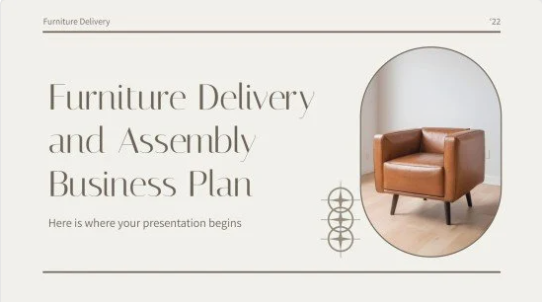 Furniture Delivery
'22
Furniture Delivery
and Assembly
Business Plan
Here is where your presentation begins